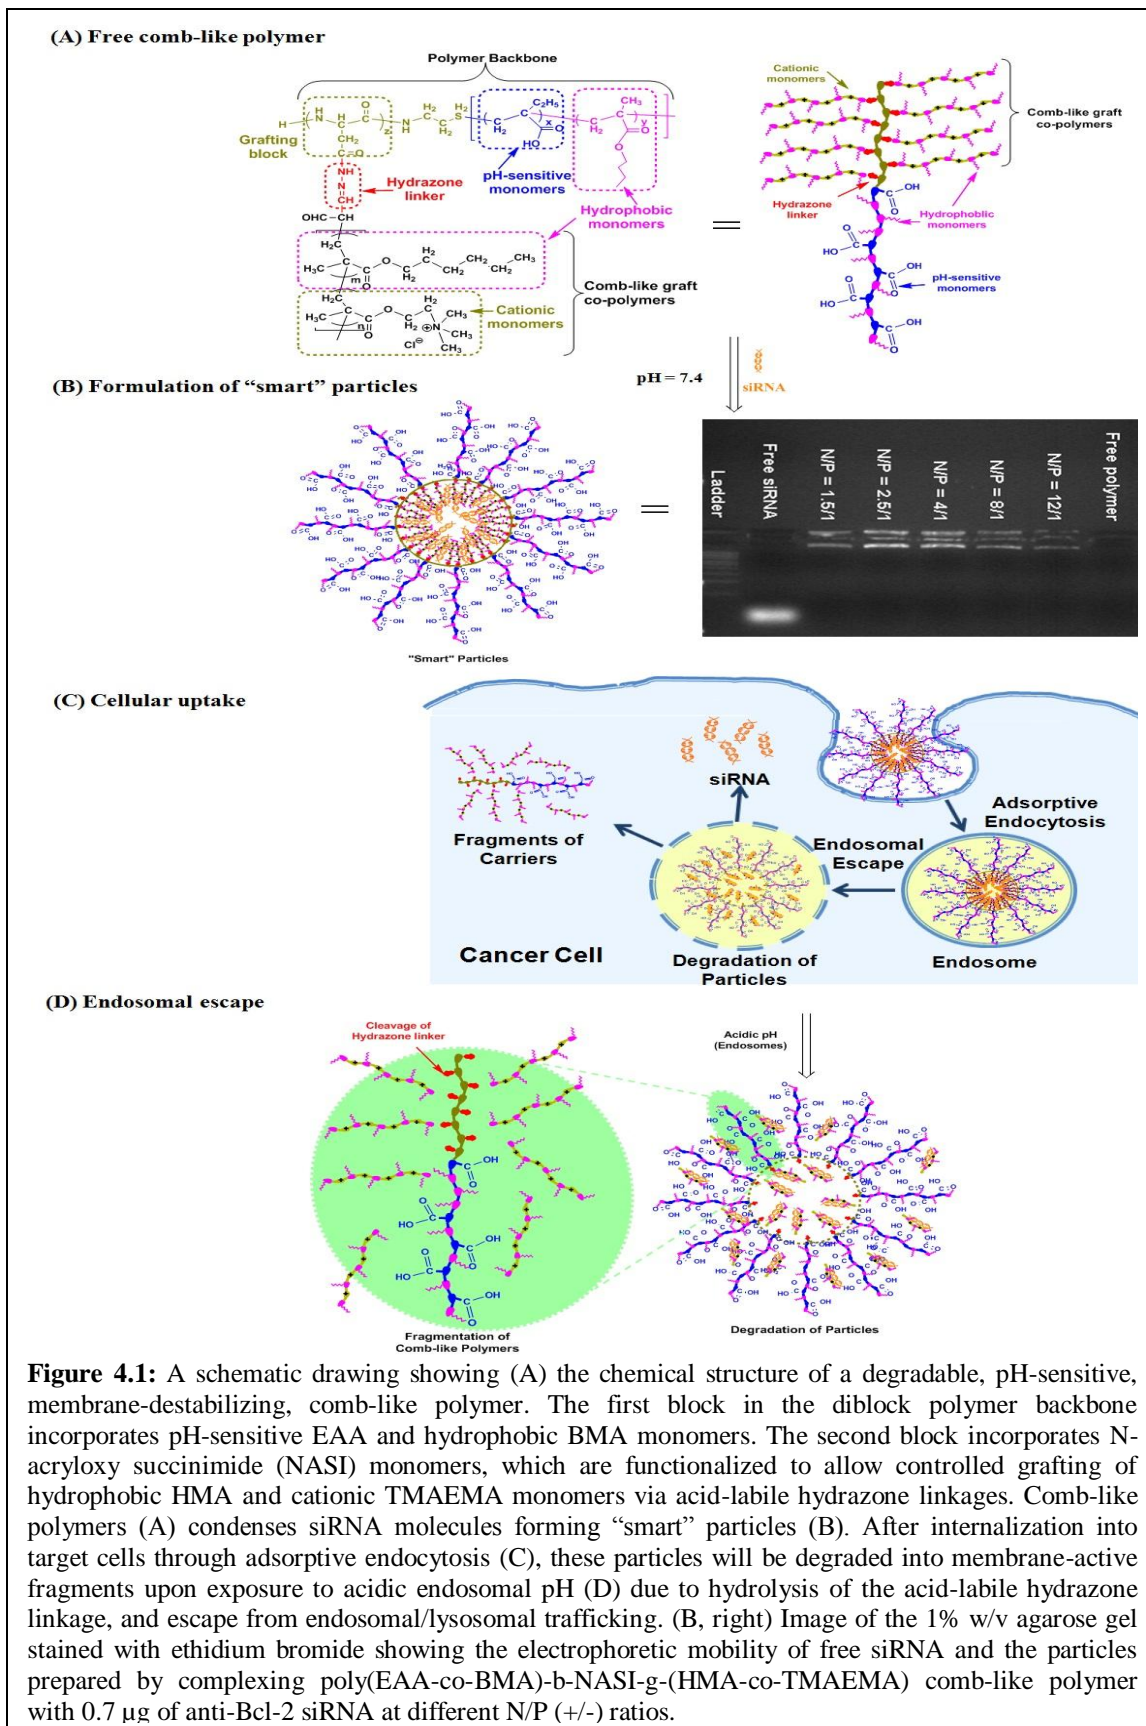 (A) Free comb-like polymer
Polymer Backbone
Grafting
block
pH-sensitive
monomers
Hydrazone
linker
Hydrophobic
monomers
Comb-like graft
co-polymers
Cationic
monomers
Cationic
monomers
Comb-like graft
co-polymers
Hydrazone
linker
Hydrophoblic
monomers
pH-sensitive
monomers
(B) Formulation of “smart” particles
pH = 7.4
siRNA
"Smart" Particles
Ladder
Free siRNA
N/P = 1.5/1
N/P = 2.5/1
N/P = 4/1
N/P = 8/1
N/P = 12/1
Free polymer
(C) Cellular uptake
siRNA
Fragments of
Carriers
Adsorptive
Endocytosis
Endosomal
Escape
Cancer Cell
Degradation of
Particles
Endosome
(D) Endosomal escape
Cleavage of
Hydrazone linker
Acidic pH
(Endosomes)
Fragmentation of
Comb-like Polymers
Degradation of Particles
Figure 4.1: A schematic drawing showing (A) the chemical structure of a degradable, pH-sensitive,
membrane-destabilizing, comb-like polymer. The first block in the diblock polymer backbone
incorporates pH-sensitive EAA and hydrophobic BMA monomers. The second block incorporates N-
acryloxy succinimide (NASI) monomers, which are functionalized to allow controlled grafting of
hydrophobic HMA and cationic TMAEMA monomers via acid-labile hydrazone linkages. Comb-like
polymers (A) condenses siRNA molecules forming “smart” particles (B). After internalization into
target cells through adsorptive endocytosis (C), these particles will be degraded into membrane-active
fragments upon exposure to acidic endosomal pH (D) due to hydrolysis of the acid-labile hydrazone
linkage, and escape from endosomal/lysosomal trafficking. (B, right) Image of the 1% w/v agarose gel
stained with ethidium bromide showing the electrophoretic mobility of free siRNA and the particles
prepared by complexing poly(EAA-co-BMA)-b-NASI-g-(HMA-co-TMAEMA) comb-like polymer
with 0.7 µg of anti-Bcl-2 siRNA at different N/P (+/-) ratios.